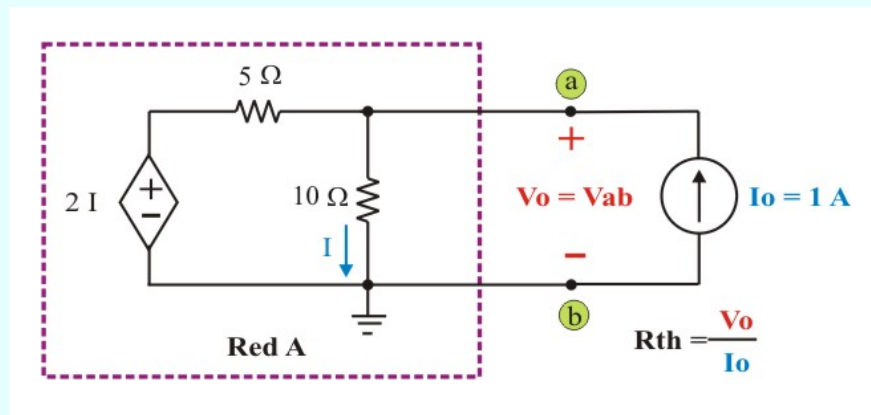 5 Ω
a
+
2 I
+
−
10 Ω
Vo = Vab
Io = 1 A
I
−
b
Red A
Rth = Vo
Io